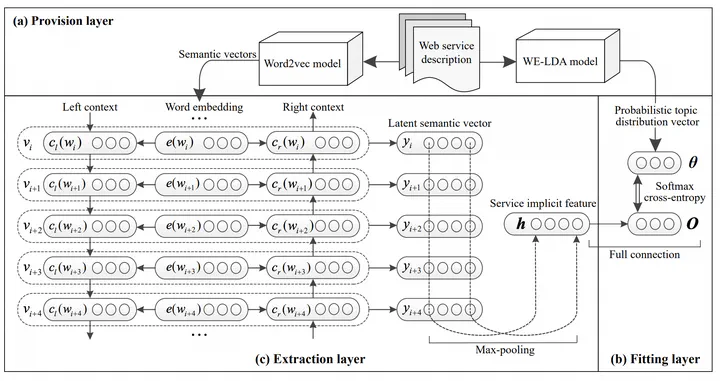 (a) Provision layer
Semantic vectors
Word2vec model
Web service
description
WE-LDA model
Left context
Word embedding
Right context
Latent semantic vector
Probabilistic topic
distribution vector
...
v_i c_l(w_i) e(w_i) c_r(w_i) y_i
v_{i+1} c_l(w_{i+1}) e(w_{i+1}) c_r(w_{i+1}) y_{i+1}
v_{i+2} c_l(w_{i+2}) e(w_{i+2}) c_r(w_{i+2}) y_{i+2}
v_{i+3} c_l(w_{i+3}) e(w_{i+3}) c_r(w_{i+3}) y_{i+3}
v_{i+4} c_l(w_{i+4}) e(w_{i+4}) c_r(w_{i+4}) y_{i+4}
...
Service implicit feature
h
θ
Softmax
cross-entropy
O
Full connection
Max-pooling
(c) Extraction layer
(b) Fitting layer